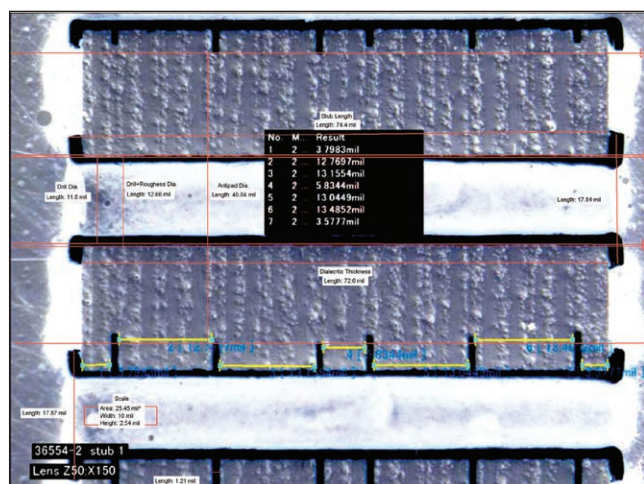 Stub Length
Length: 74.4 mil
No. M... Result
1 2 ... 3.7983mil
2 2 ... 12.7697mil
3 2 ... 13.1554mil
4 2 ... 5.8344mil
5 2 ... 13.0449mil
6 2 ... 13.4852mil
7 2 ... 3.5777mil
Drill Dia.
Length: 11.8 mil
Drill+Roughness Dia.
Length: 12.66 mil
Antipad Dia.
Length: 40.04 mil
Length: 17.84 mil
Dialecrtic Thickness
Length: 72.6 mil
Length: 17.87 mil
Scale
Area: 25.45 mil²
Width: 10 mil
Height: 2.54 mil
36554-2 stub 1
Lens Z50:X150
Length: 1.21 mil